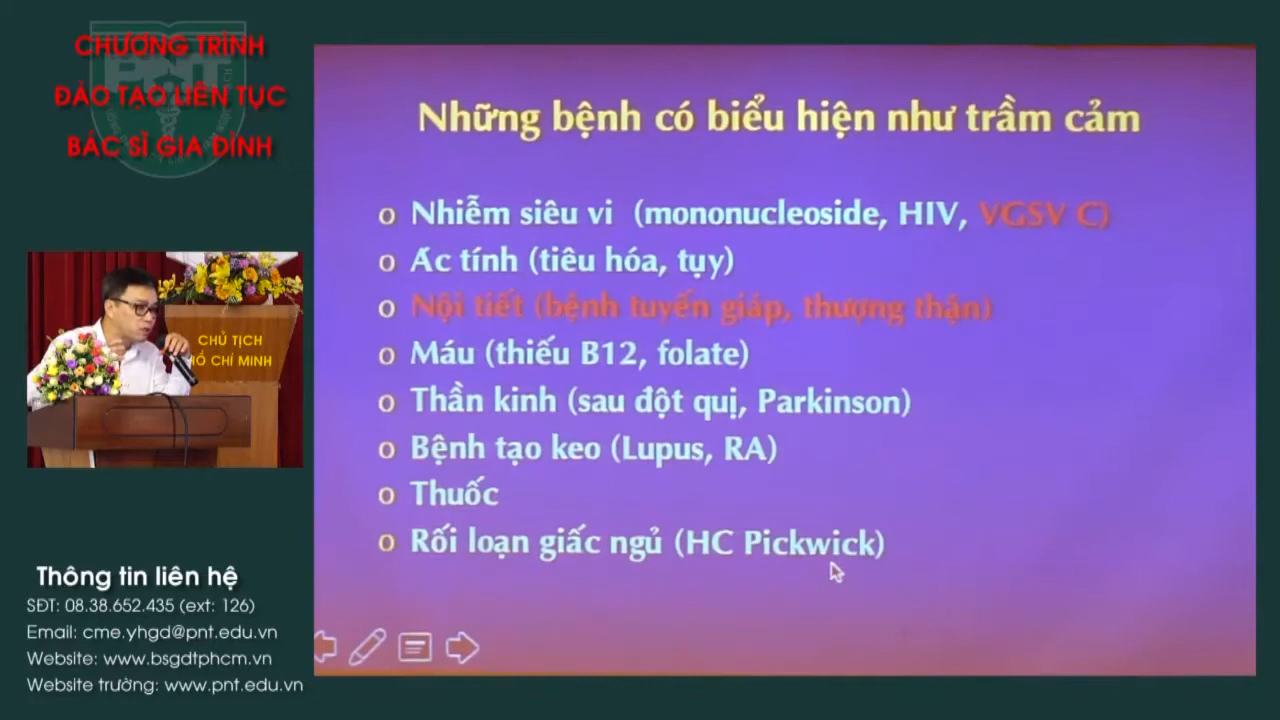 CHƯƠNG TRÌNH
ĐÀO TẠO LIÊN TỤC
BÁC SĨ GIA ĐÌNH
PNT
Những bệnh có biểu hiện như trầm cảm
o Nhiễm siêu vi (mononucleoside, HIV, VGSV C)
o Ác tính (tiêu hóa, tụy)
o Nội tiết (bệnh tuyến giáp, thượng thận)
o Máu (thiếu B12, folate)
o Thần kinh (sau đột quị, Parkinson)
o Bệnh tạo keo (Lupus, RA)
o Thuốc
o Rối loạn giấc ngủ (HC Pickwick)
CHỦ TỊCH
HỒ CHÍ MINH
Thông tin liên hệ
SĐT: 08.38.652.435 (ext: 126)
Email: cme.yhgd@pnt.edu.vn
Website: www.bsgdtphcm.vn
Website trường: www.pnt.edu.vn